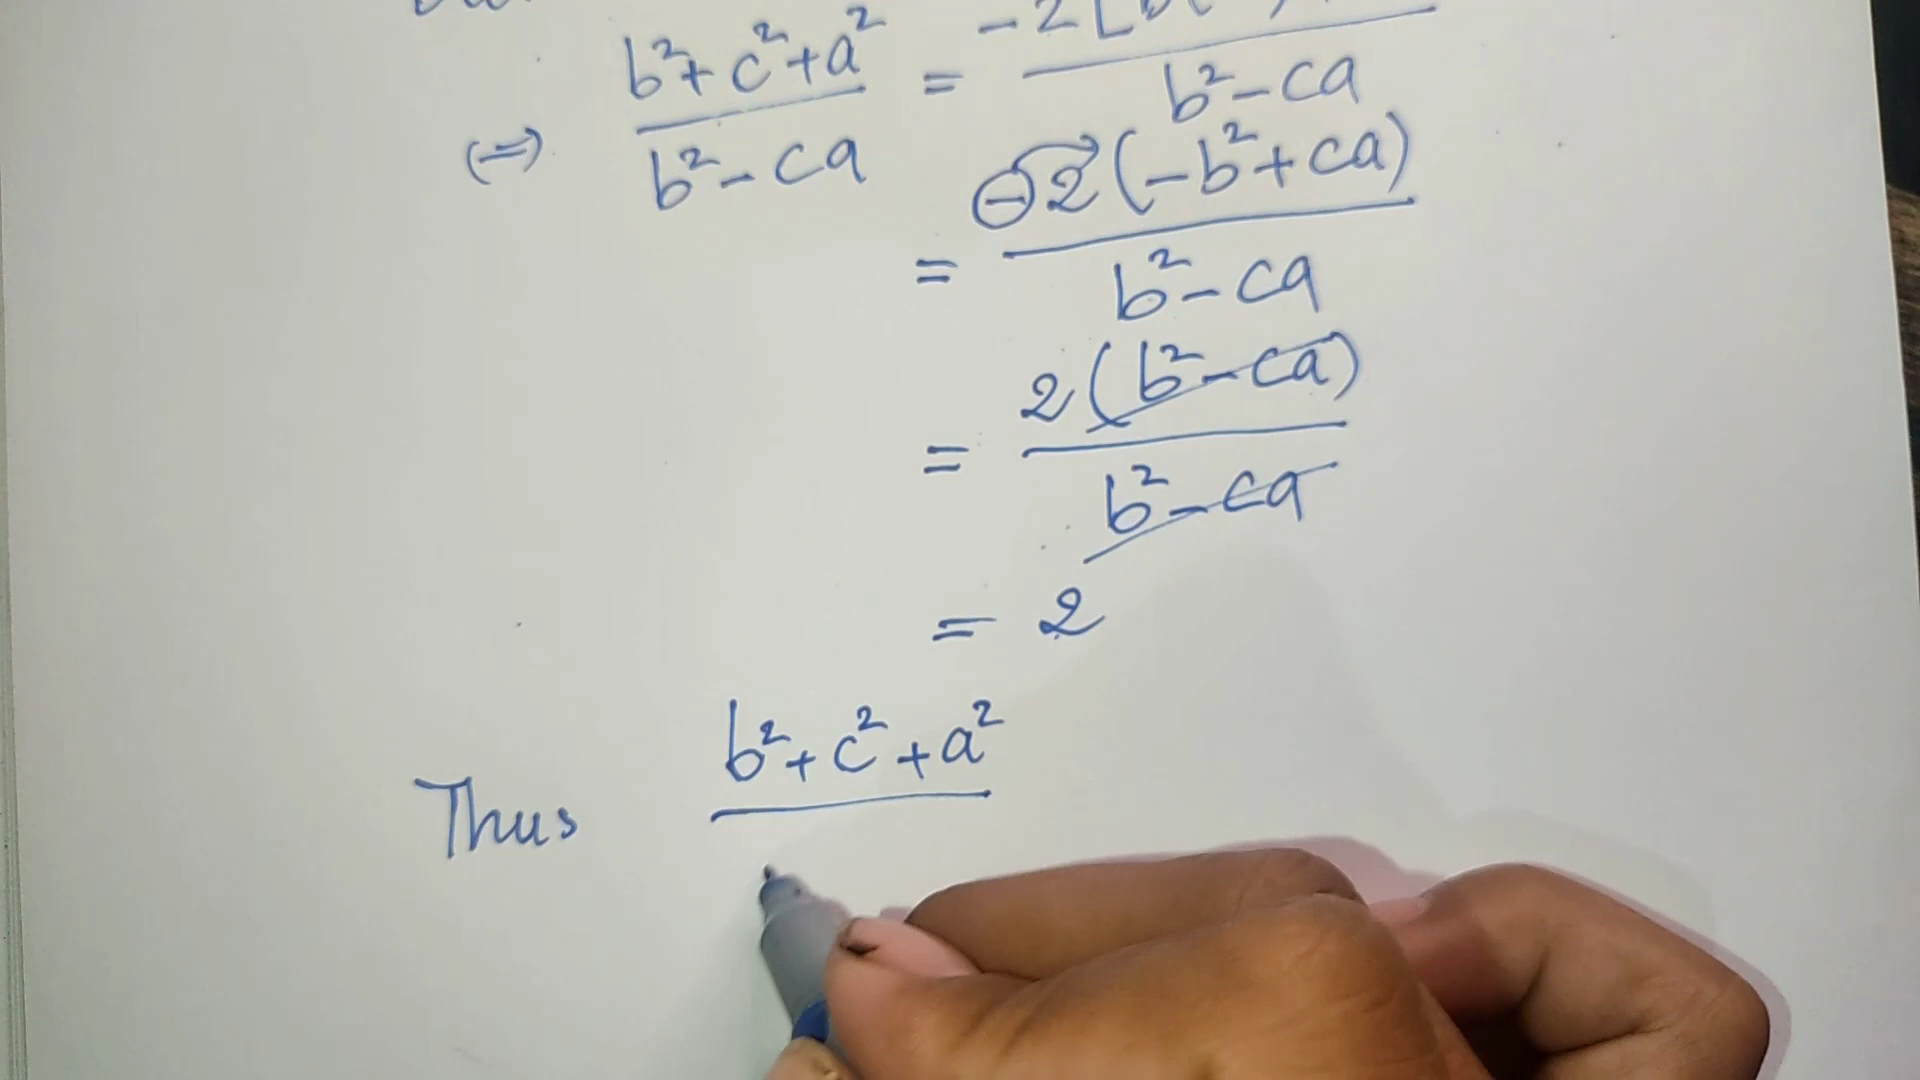 (⇒) (b²+c²+a²)/(b²-ca) = -2[b( /(b²-ca)
= -2(-b²+ca)/(b²-ca)
= 2(b²-ca)/(b²-ca)
= 2
Thus b²+c²+a²